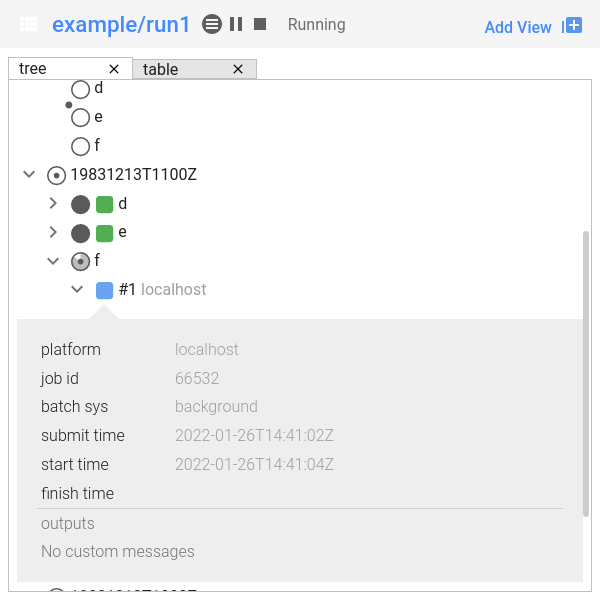 example/run1 Running Add View
tree table
d
e
f
19831213T1100Z
d
e
f
#1 localhost
platform localhost
job id 66532
batch sys background
submit time 2022-01-26T14:41:02Z
start time 2022-01-26T14:41:04Z
finish time
outputs
No custom messages